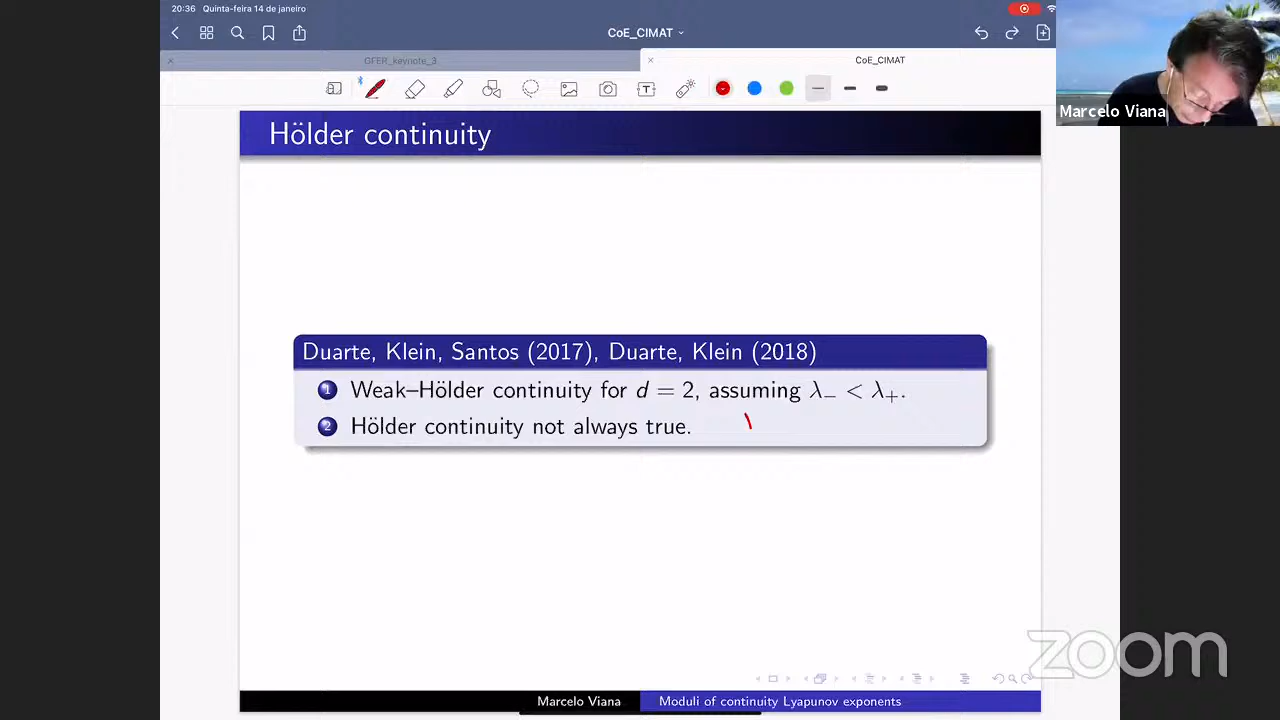 20:36 Quinta-feira 14 de janeiro
CoE_CIMAT
GFER_keynote_3
CoE_CIMAT
T
Marcelo Viana
Hölder continuity
Duarte, Klein, Santos (2017), Duarte, Klein (2018)
1 Weak–Hölder continuity for d = 2, assuming λ₋ < λ₊.
2 Hölder continuity not always true.
zoom
Marcelo Viana
Moduli of continuity Lyapunov exponents